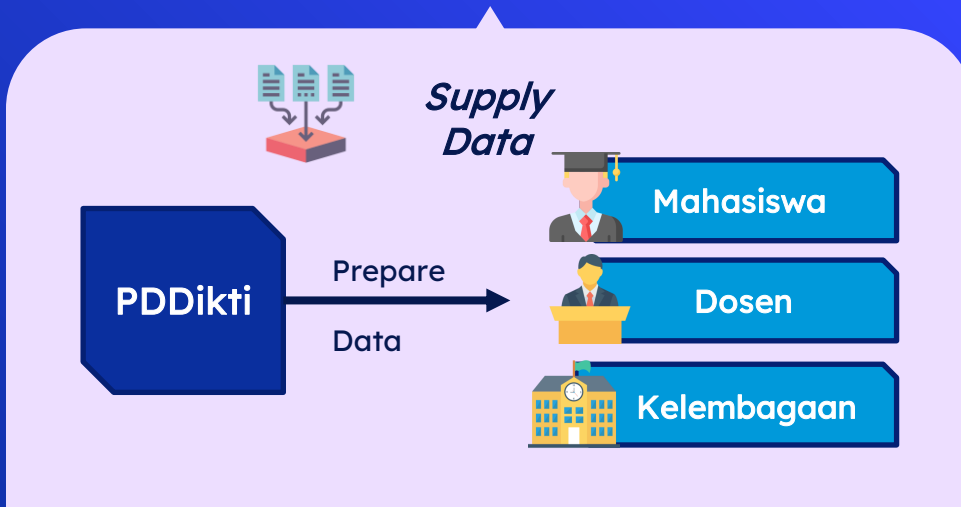 Supply
Data
Mahasiswa
PDDikti
Prepare
Data
Dosen
Kelembagaan